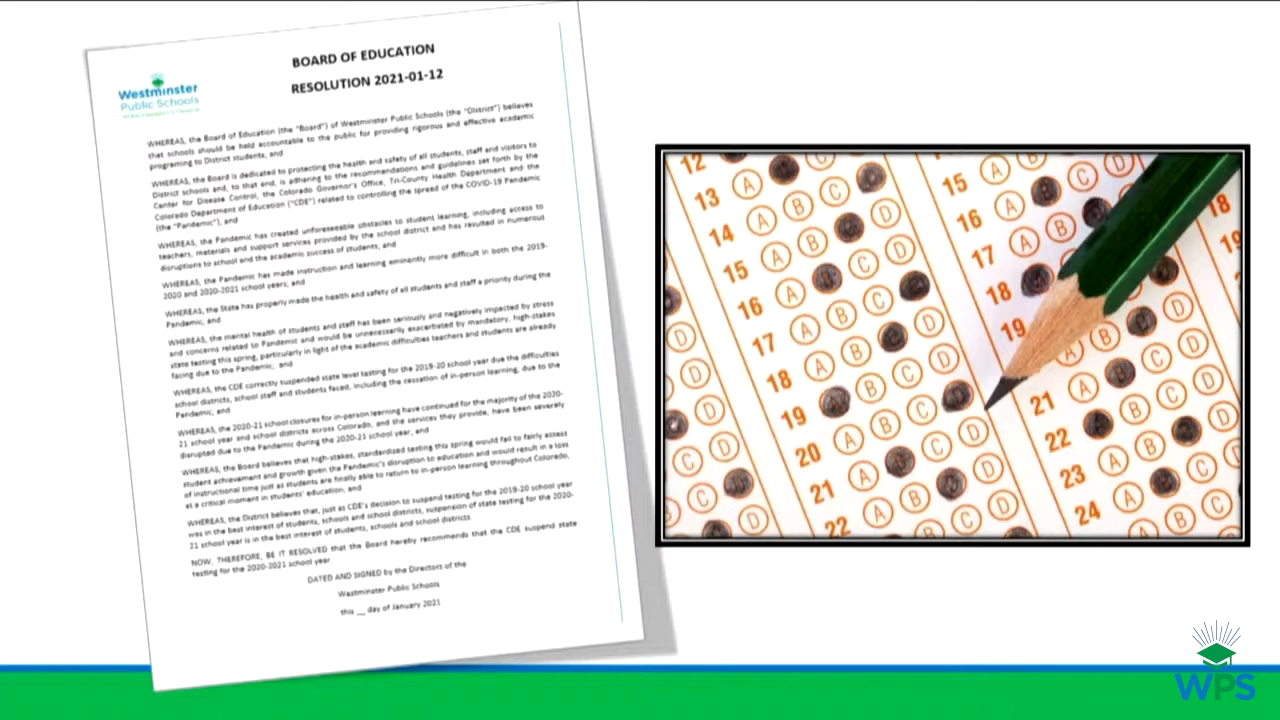 Westminster
Public Schools
BOARD OF EDUCATION
RESOLUTION 2021-01-12
WHEREAS, the Board of Education (the "Board") of Westminster Public Schools (the "District") believes
that schools should be held accountable to the public for providing rigorous and effective academic
programing to District students; and
WHEREAS, the Board is dedicated to protecting the health and safety of all students, staff and visitors to
District schools and, to that end, is adhering to the recommendations and guidelines set forth by the
Center for Disease Control, the Colorado Governor's Office, Tri-County Health Department and the
Colorado Department of Education ("CDE") related to controlling the spread of the COVID-19 Pandemic
(the "Pandemic"), and
WHEREAS, the Pandemic has created unforeseeable obstacles to student learning, including access to
teachers, materials and support services provided by the school district and has resulted in numerous
disruptions to school and the academic success of students; and
WHEREAS, the Pandemic has made instruction and learning eminently more difficult in both the 2019-
2020 and 2020-2021 school years; and
WHEREAS, the State has properly made the health and safety of all students and staff a priority during the
Pandemic, and
WHEREAS, the mental health of students and staff has been seriously and negatively impacted by stress
and concerns related to Pandemic and would be unnecessarily exacerbated by mandatory, high-stakes
state testing this spring, particularly in light of the academic difficulties teachers and students are already
facing due to the Pandemic; and
WHEREAS, the CDE correctly suspended state level testing for the 2019-20 school year due the difficulties
school districts, school staff and students faced, including the cessation of in-person learning, due to the
Pandemic, and
WHEREAS, the 2020-21 school closures for in-person learning have continued for the majority of the 2020-
21 school year and school districts across Colorado, and the services they provide, have been severely
disrupted due to the Pandemic during the 2020-21 school year, and
WHEREAS, the Board believes that high-stakes, standardized testing this spring would fail to fairly assess
student achievement and growth given the Pandemic's disruption to education and would result in a loss
of instructional time just as students are finally able to return to in-person learning throughout Colorado,
at a critical moment in students' education; and
WHEREAS, the District believes that, just as CDE's decision to suspend testing for the 2019-20 school year
was in the best interest of students, schools and school districts, suspension of state testing for the 2020-
21 school year is in the best interest of students, schools and school districts.
NOW, THEREFORE, BE IT RESOLVED that the Board hereby recommends that the CDE suspend state
testing for the 2020-2021 school year.
DATED AND SIGNED by the Directors of the
Westminster Public Schools
this __ day of January 2021
12 C
13 A C
14 A B C
15 A B D
16 A C D
17 A B C
18 A B D
19 B C D
20 A B C
21 A C D
22 A B D
15 A C D
16 A
17 A B
18
19 A B
21 A C D
22 B C D
23 A B D
24 A B C
18
19
D
D
D
C D
C D
WPS